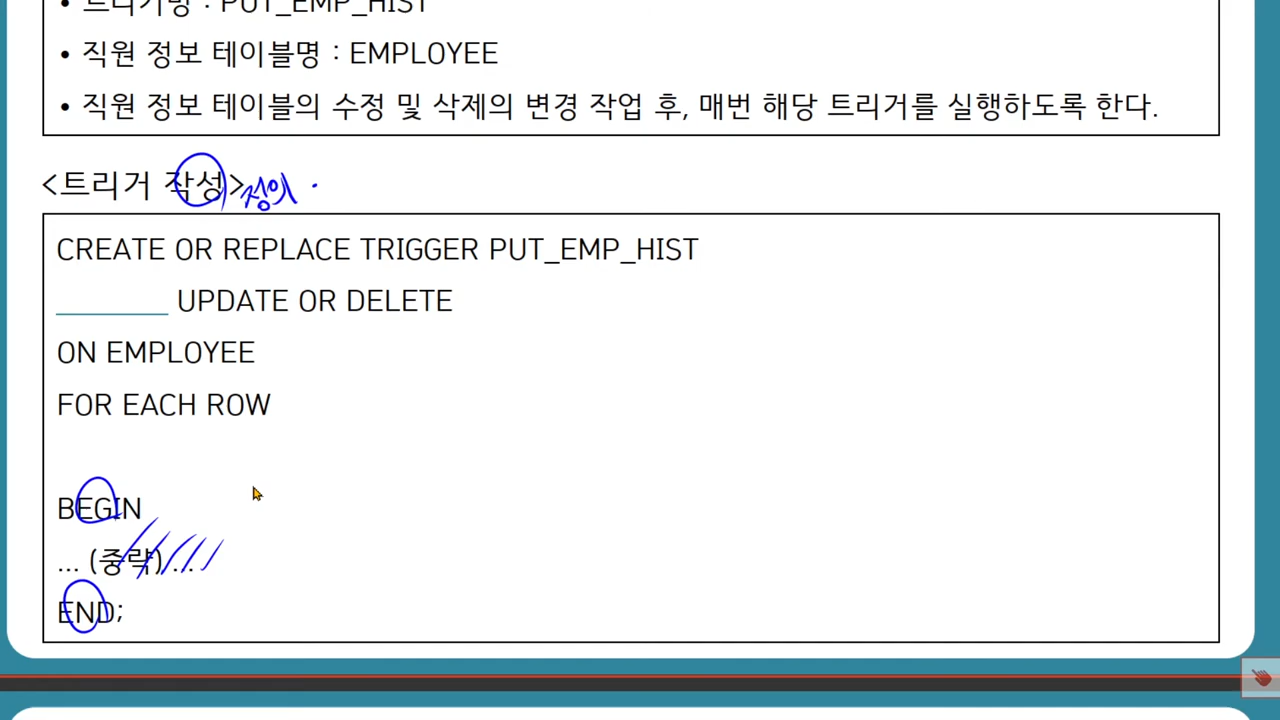 • 트리거명 : PUT_EMP_HIST
• 직원 정보 테이블명 : EMPLOYEE
• 직원 정보 테이블의 수정 및 삭제의 변경 작업 후, 매번 해당 트리거를 실행하도록 한다.
<트리거 작성> 정의
CREATE OR REPLACE TRIGGER PUT_EMP_HIST
________ UPDATE OR DELETE
ON EMPLOYEE
FOR EACH ROW
BEGIN
... (중략) ...
END;